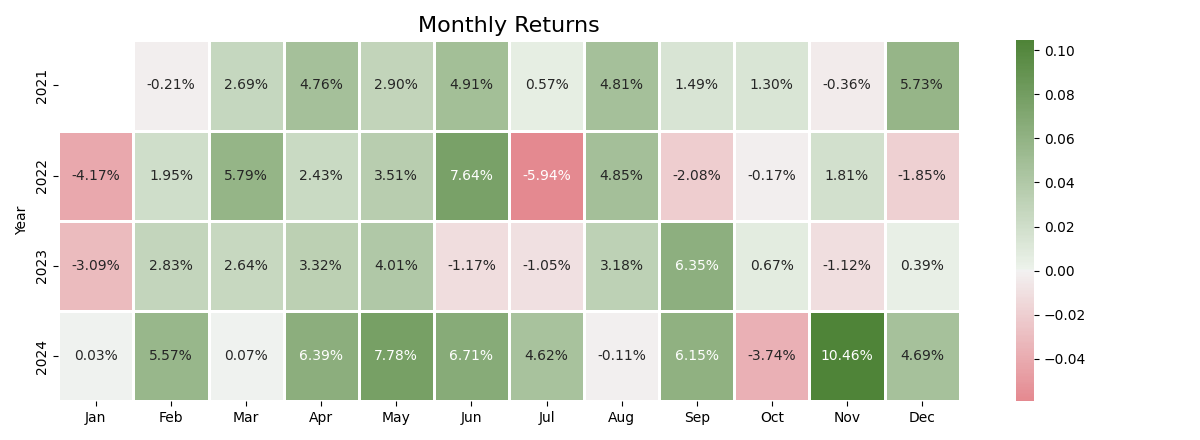 Monthly Returns
2021 -0.21% 2.69% 4.76% 2.90% 4.91% 0.57% 4.81% 1.49% 1.30% -0.36% 5.73%
2022 -4.17% 1.95% 5.79% 2.43% 3.51% 7.64% -5.94% 4.85% -2.08% -0.17% 1.81% -1.85%
Year
2023 -3.09% 2.83% 2.64% 3.32% 4.01% -1.17% -1.05% 3.18% 6.35% 0.67% -1.12% 0.39%
2024 0.03% 5.57% 0.07% 6.39% 7.78% 6.71% 4.62% -0.11% 6.15% -3.74% 10.46% 4.69%
Jan Feb Mar Apr May Jun Jul Aug Sep Oct Nov Dec
0.10
0.08
0.06
0.04
0.02
0.00
−0.02
−0.04